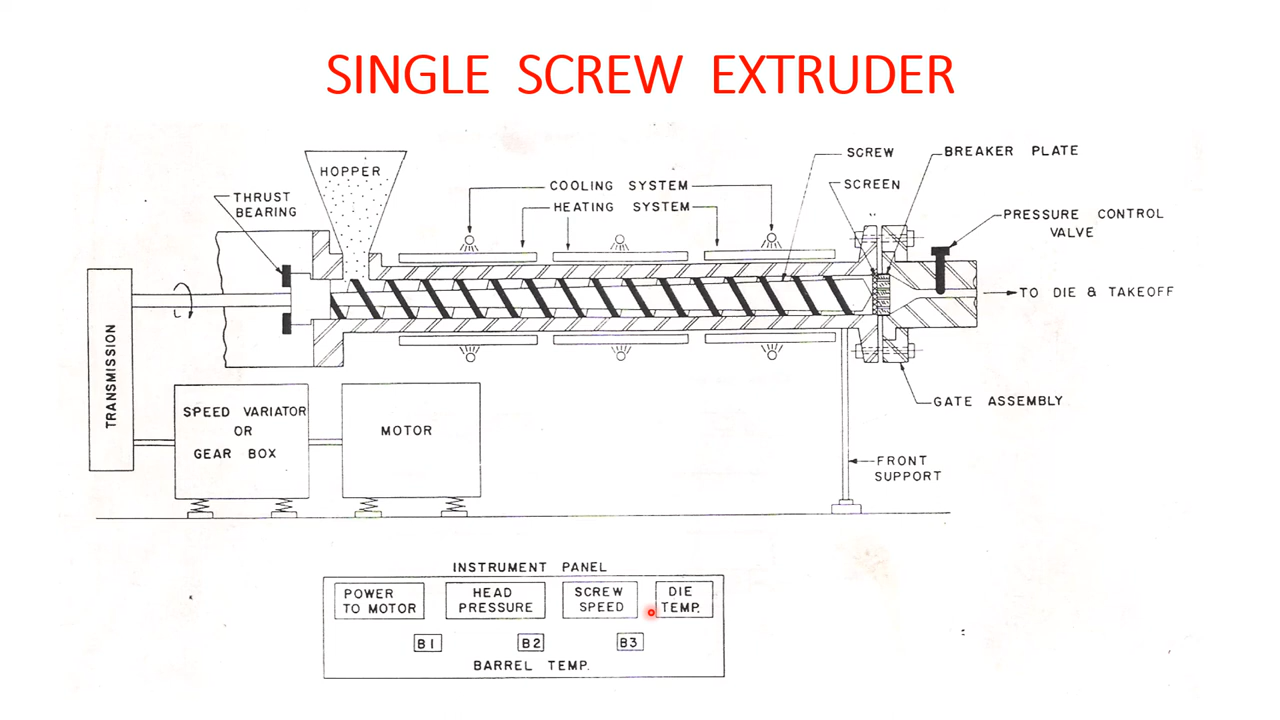 SINGLE SCREW EXTRUDER
HOPPER
THRUST
BEARING
COOLING SYSTEM
HEATING SYSTEM
SCREW
SCREEN
BREAKER PLATE
PRESSURE CONTROL
VALVE
TO DIE & TAKEOFF
TRANSMISSION
SPEED VARIATOR
OR
GEAR BOX
MOTOR
GATE ASSEMBLY
FRONT
SUPPORT
INSTRUMENT PANEL
POWER
TO MOTOR
HEAD
PRESSURE
SCREW
SPEED
DIE
TEMP.
B1
B2
B3
BARREL TEMP.